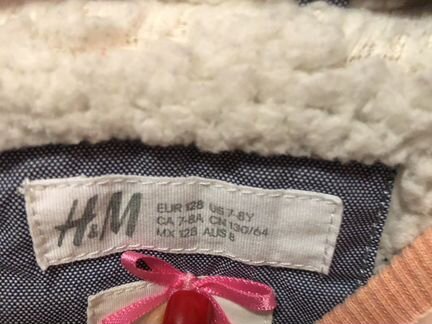 H&M
EUR 128 US 7-8Y
CA 7-8A CN 130/64
MX 128 AUS 8